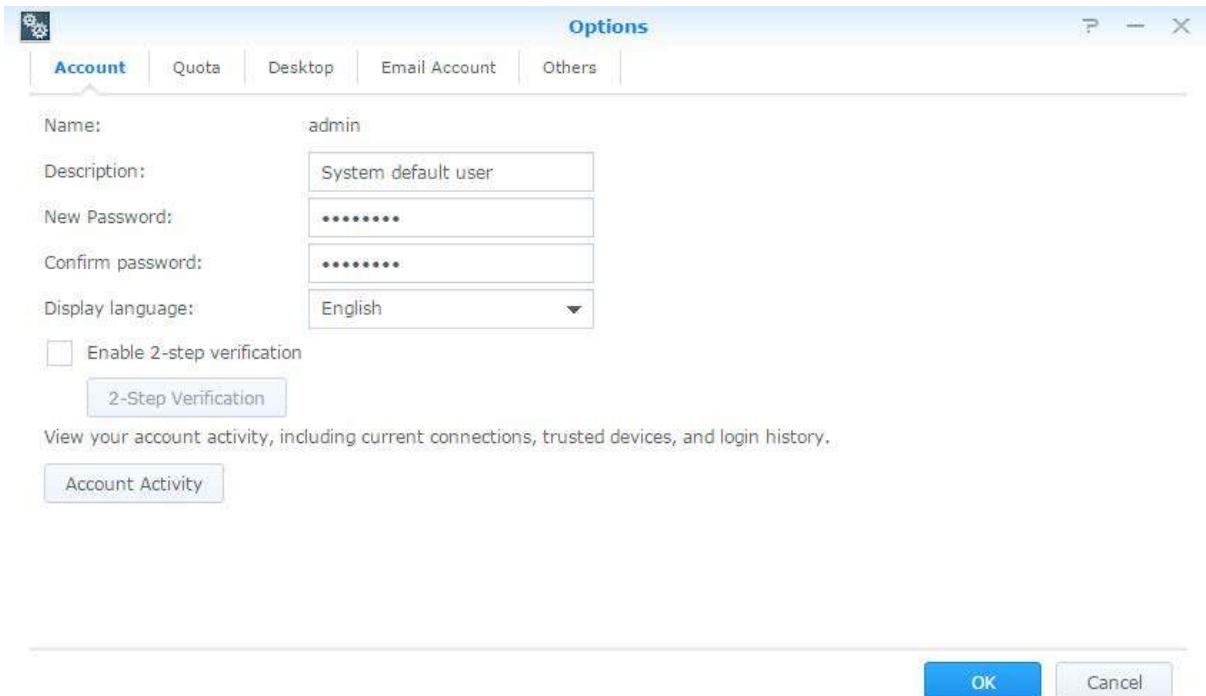 Options
Account Quota Desktop Email Account Others
Name: admin
Description: System default user
New Password: ••••••••
Confirm password: ••••••••
Display language: English
Enable 2-step verification
2-Step Verification
View your account activity, including current connections, trusted devices, and login history.
Account Activity
OK Cancel